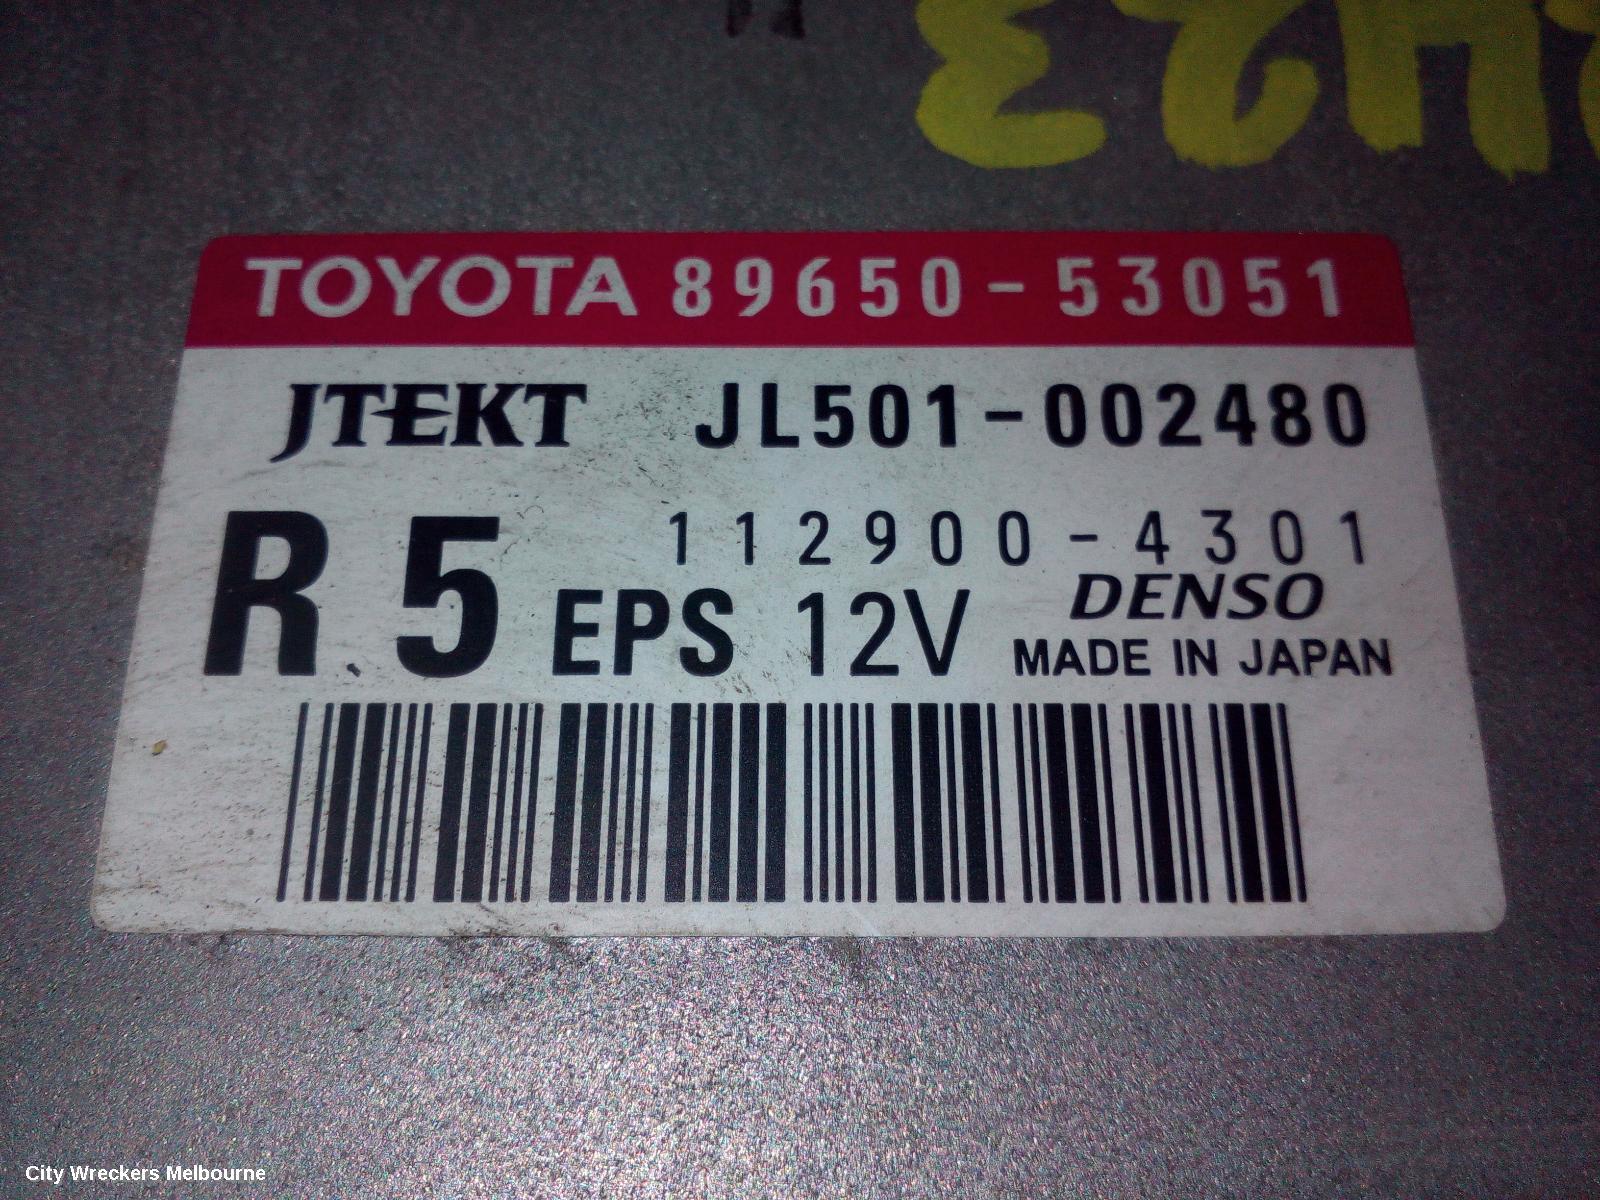 TOYOTA 89650-53051
JTEKT JL501-002480
R 5 112900-4301
EPS 12V DENSO
MADE IN JAPAN
City Wreckers Melbourne